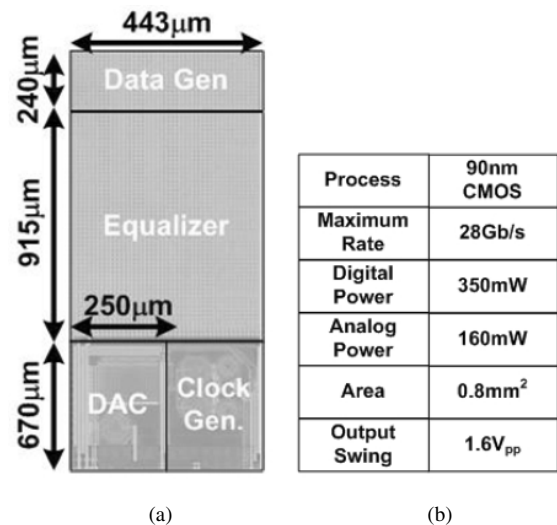 443μm
240μm
Data Gen
915μm
Equalizer
250μm
670μm
DAC
Clock
Gen.
Process
90nm
CMOS
Maximum
Rate
28Gb/s
Digital
Power
350mW
Analog
Power
160mW
Area
0.8mm²
Output
Swing
1.6Vpp
(a)
(b)